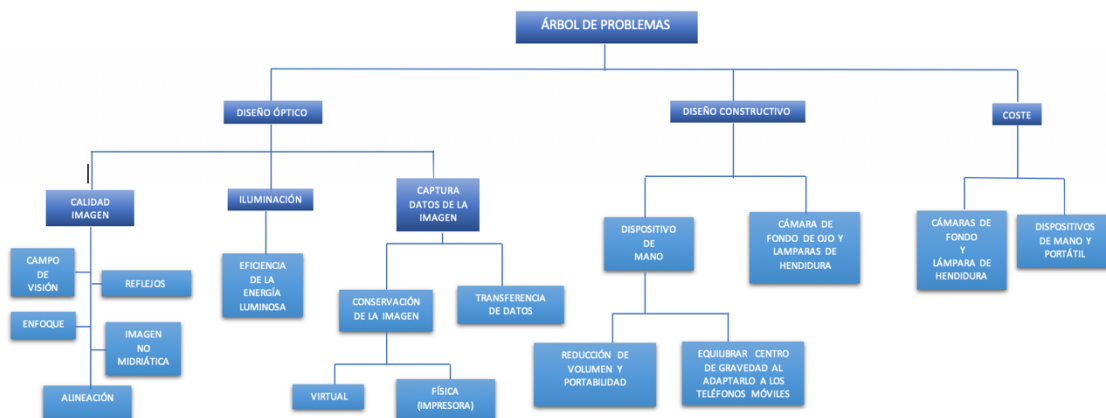 ÁRBOL DE PROBLEMAS
DISEÑO ÓPTICO
DISEÑO CONSTRUCTIVO
COSTE
CALIDAD
IMAGEN
ILUMINACIÓN
CAPTURA
DATOS DE LA
IMAGEN
DISPOSITIVO
DE
MANO
CÁMARA DE
FONDO DE OJO Y
LAMPARAS DE
HENDIDURA
CÁMARAS DE
FONDO
Y
LÁMPARA DE
HENDIDURA
DISPOSITIVOS
DE MANO Y
PORTÁTIL
CAMPO
DE
VISIÓN
REFLEJOS
ENFOQUE
IMAGEN
NO
MIDRIÁTICA
ALINEACIÓN
EFICIENCIA
DE LA
ENERGÍA
LUMINOSA
CONSERVACIÓN
DE LA IMAGEN
TRANSFERENCIA
DE DATOS
VIRTUAL
FÍSICA
(IMPRESORA)
REDUCCIÓN DE
VOLUMEN Y
PORTABILIDAD
EQUILIBRAR CENTRO
DE GRAVEDAD AL
ADAPTARLO A LOS
TELÉFONOS MÓVILES